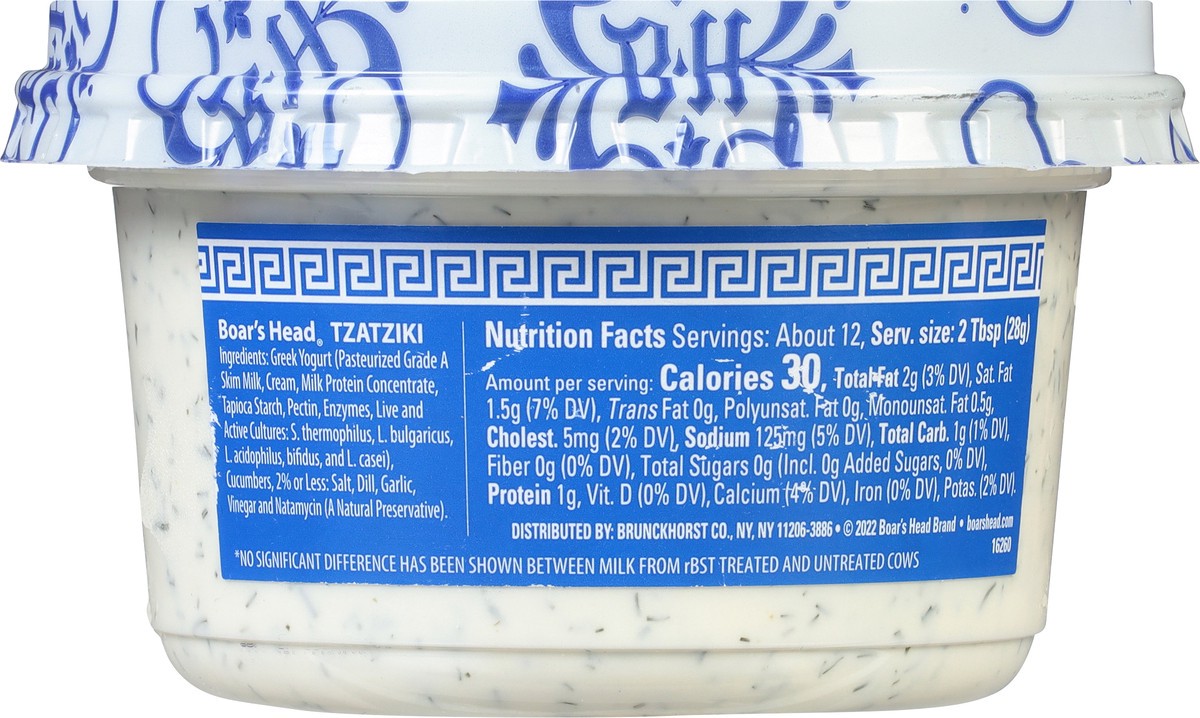 Boar's Head® TZATZIKI
Ingredients: Greek Yogurt (Pasteurized Grade A
Skim Milk, Cream, Milk Protein Concentrate,
Tapioca Starch, Pectin, Enzymes, Live and
Active Cultures: S. thermophilus, L. bulgaricus,
L. acidophilus, bifidus, and L. casei),
Cucumbers, 2% or Less: Salt, Dill, Garlic,
Vinegar and Natamycin (A Natural Preservative).
Nutrition Facts Servings: About 12, Serv. size: 2 Tbsp (28g)
Amount per serving: Calories 30, Total Fat 2g (3% DV), Sat. Fat
1.5g (7% DV), Trans Fat 0g, Polyunsat. Fat 0g, Monounsat. Fat 0.5g,
Cholest. 5mg (2% DV), Sodium 125mg (5% DV), Total Carb. 1g (1% DV),
Fiber 0g (0% DV), Total Sugars 0g (Incl. 0g Added Sugars, 0% DV),
Protein 1g, Vit. D (0% DV), Calcium (4% DV), Iron (0% DV), Potas. (2% DV).
DISTRIBUTED BY: BRUNCKHORST CO., NY, NY 11206-3886 • © 2022 Boar's Head Brand • boarshead.com
16260
*NO SIGNIFICANT DIFFERENCE HAS BEEN SHOWN BETWEEN MILK FROM rBST TREATED AND UNTREATED COWS